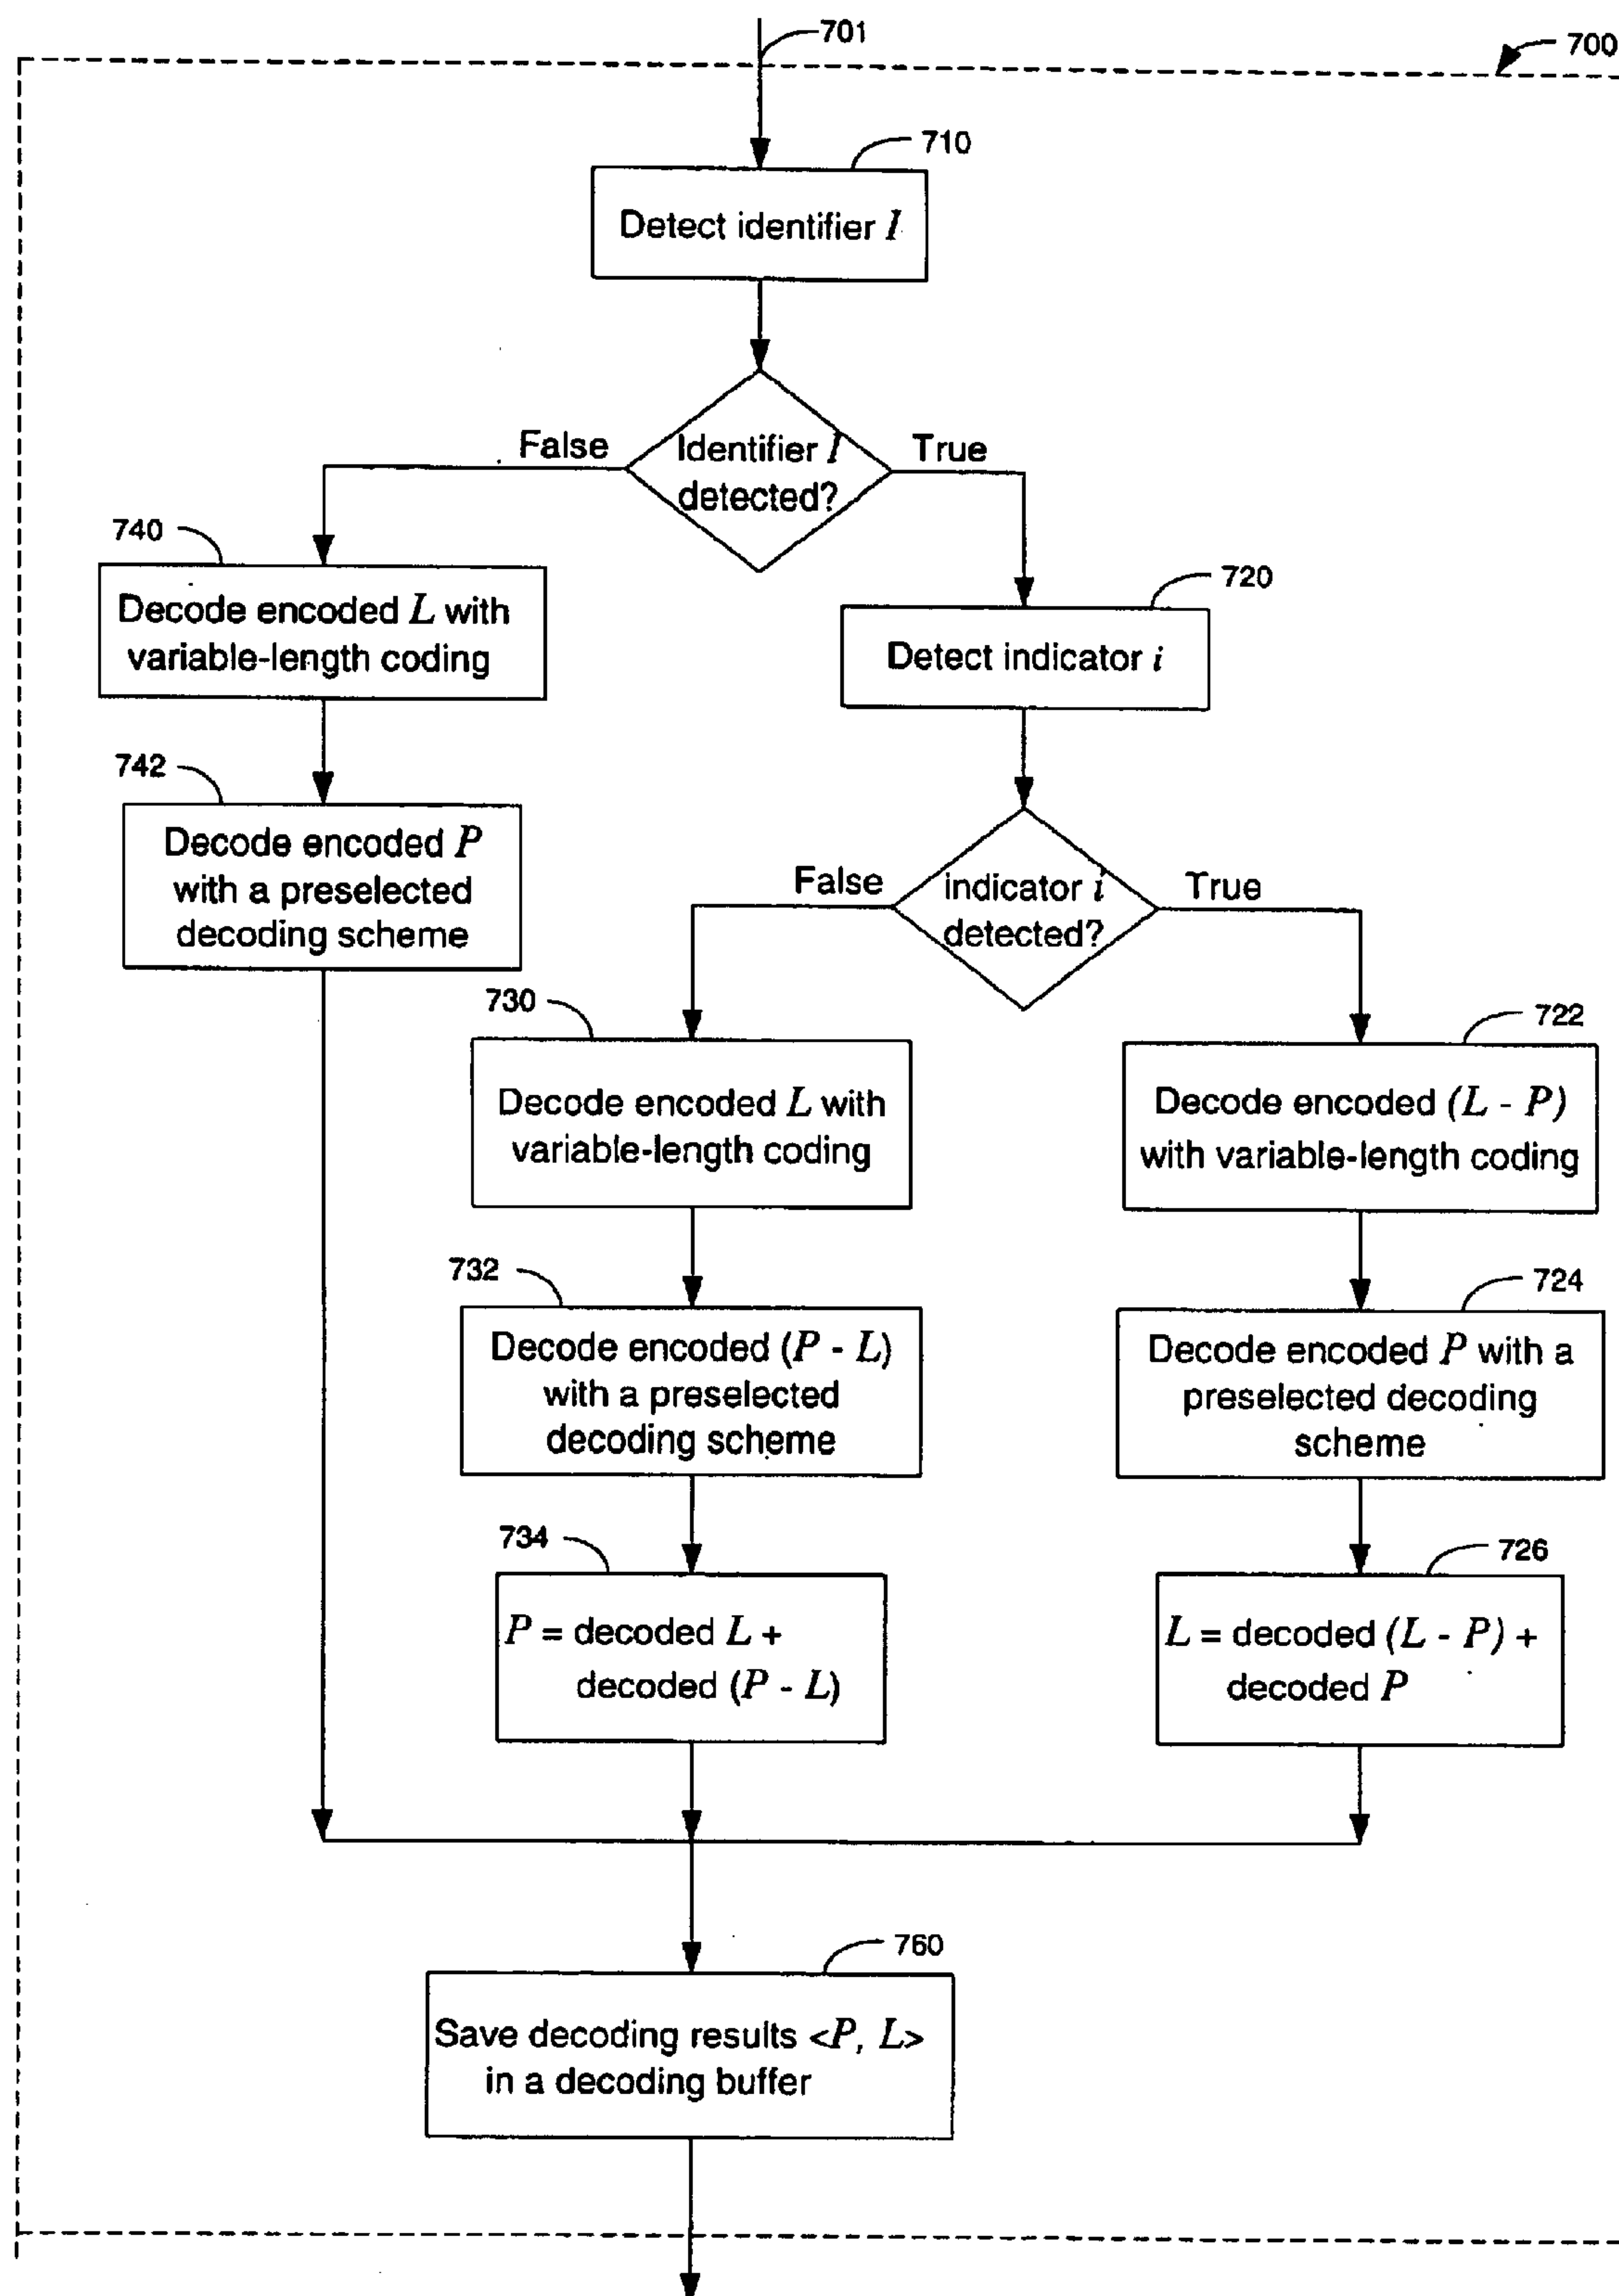 701
700
710
Detect identifier I
False
Identifier I
detected?
True
740
Decode encoded L with
variable-length coding
720
Detect indicator i
742
Decode encoded P
with a preselected
decoding scheme
False
indicator i
detected?
True
730
Decode encoded L with
variable-length coding
722
Decode encoded (L - P)
with variable-length coding
732
Decode encoded (P - L)
with a preselected
decoding scheme
724
Decode encoded P with a
preselected decoding
scheme
734
P = decoded L +
decoded (P - L)
726
L = decoded (L - P) +
decoded P
760
Save decoding results <P, L>
in a decoding buffer